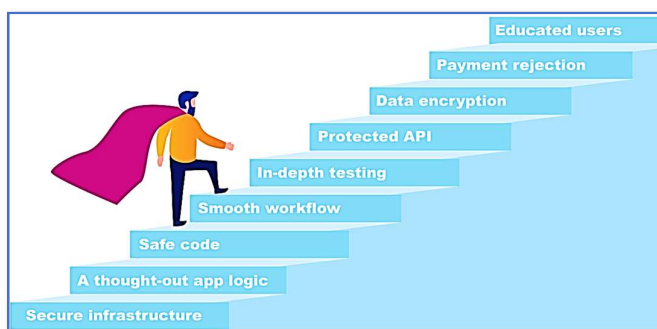 Educated users
Payment rejection
Data encryption
Protected API
In-depth testing
Smooth workflow
Safe code
A thought-out app logic
Secure infrastructure